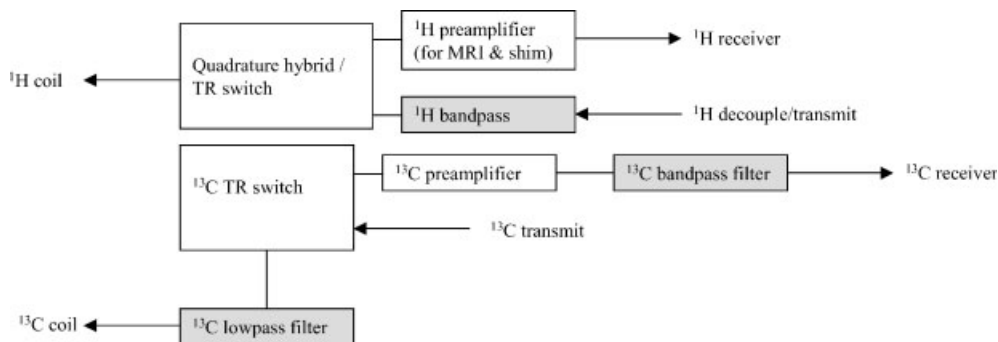 ¹H preamplifier
(for MRI & shim)
¹H receiver
Quadrature hybrid /
TR switch
¹H coil
¹H bandpass
¹H decouple/transmit
¹³C TR switch
¹³C preamplifier
¹³C bandpass filter
¹³C receiver
¹³C transmit
¹³C coil
¹³C lowpass filter